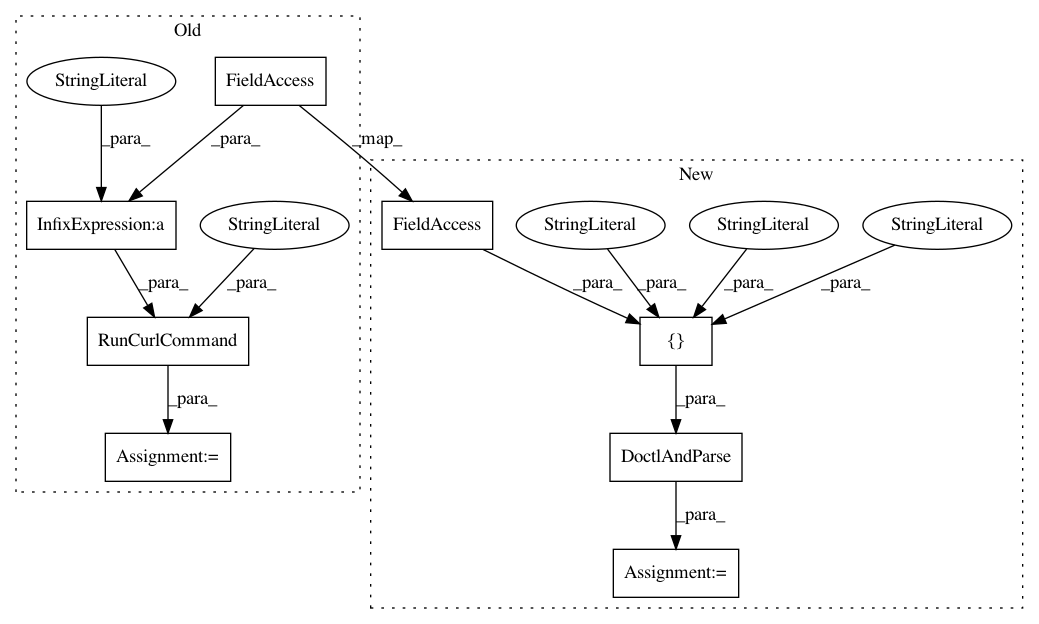 Old
StringLiteral
FieldAccess
_para_
_para_
_map_
New
InfixExpression:a
StringLiteral
FieldAccess
StringLiteral
StringLiteral
StringLiteral
_para_
_para_
_para_
_para_
_para_
_para_
RunCurlCommand
{}
_para_
_para_
Assignment:=
DoctlAndParse
_para_
Assignment:=